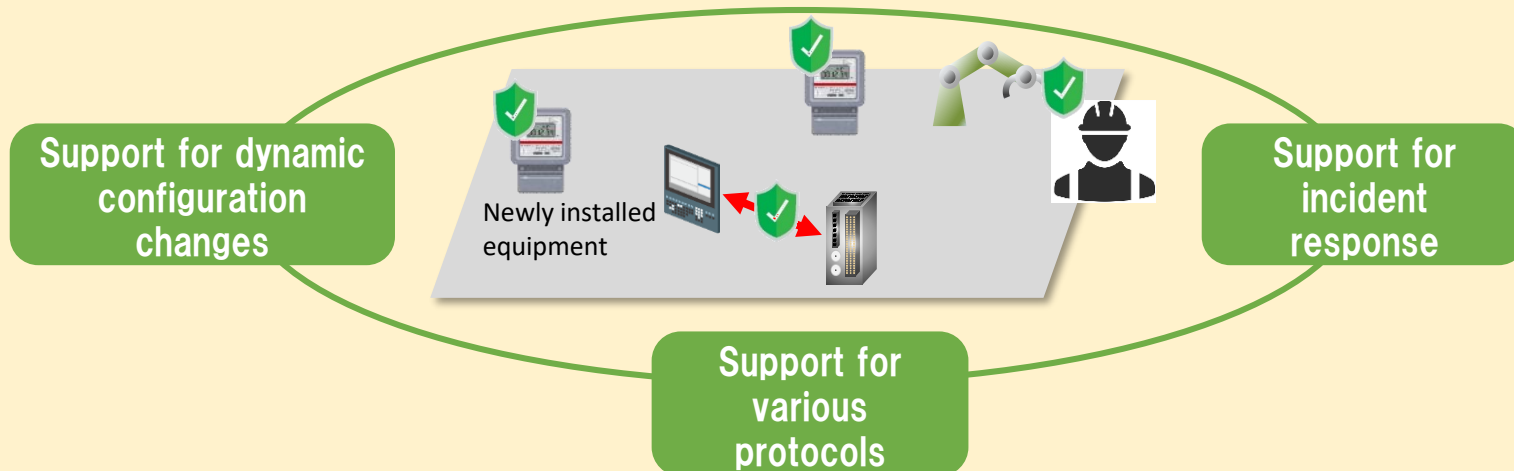 Support for dynamic
configuration
changes
Newly installed
equipment
Support for
incident
response
Support for
various
protocols